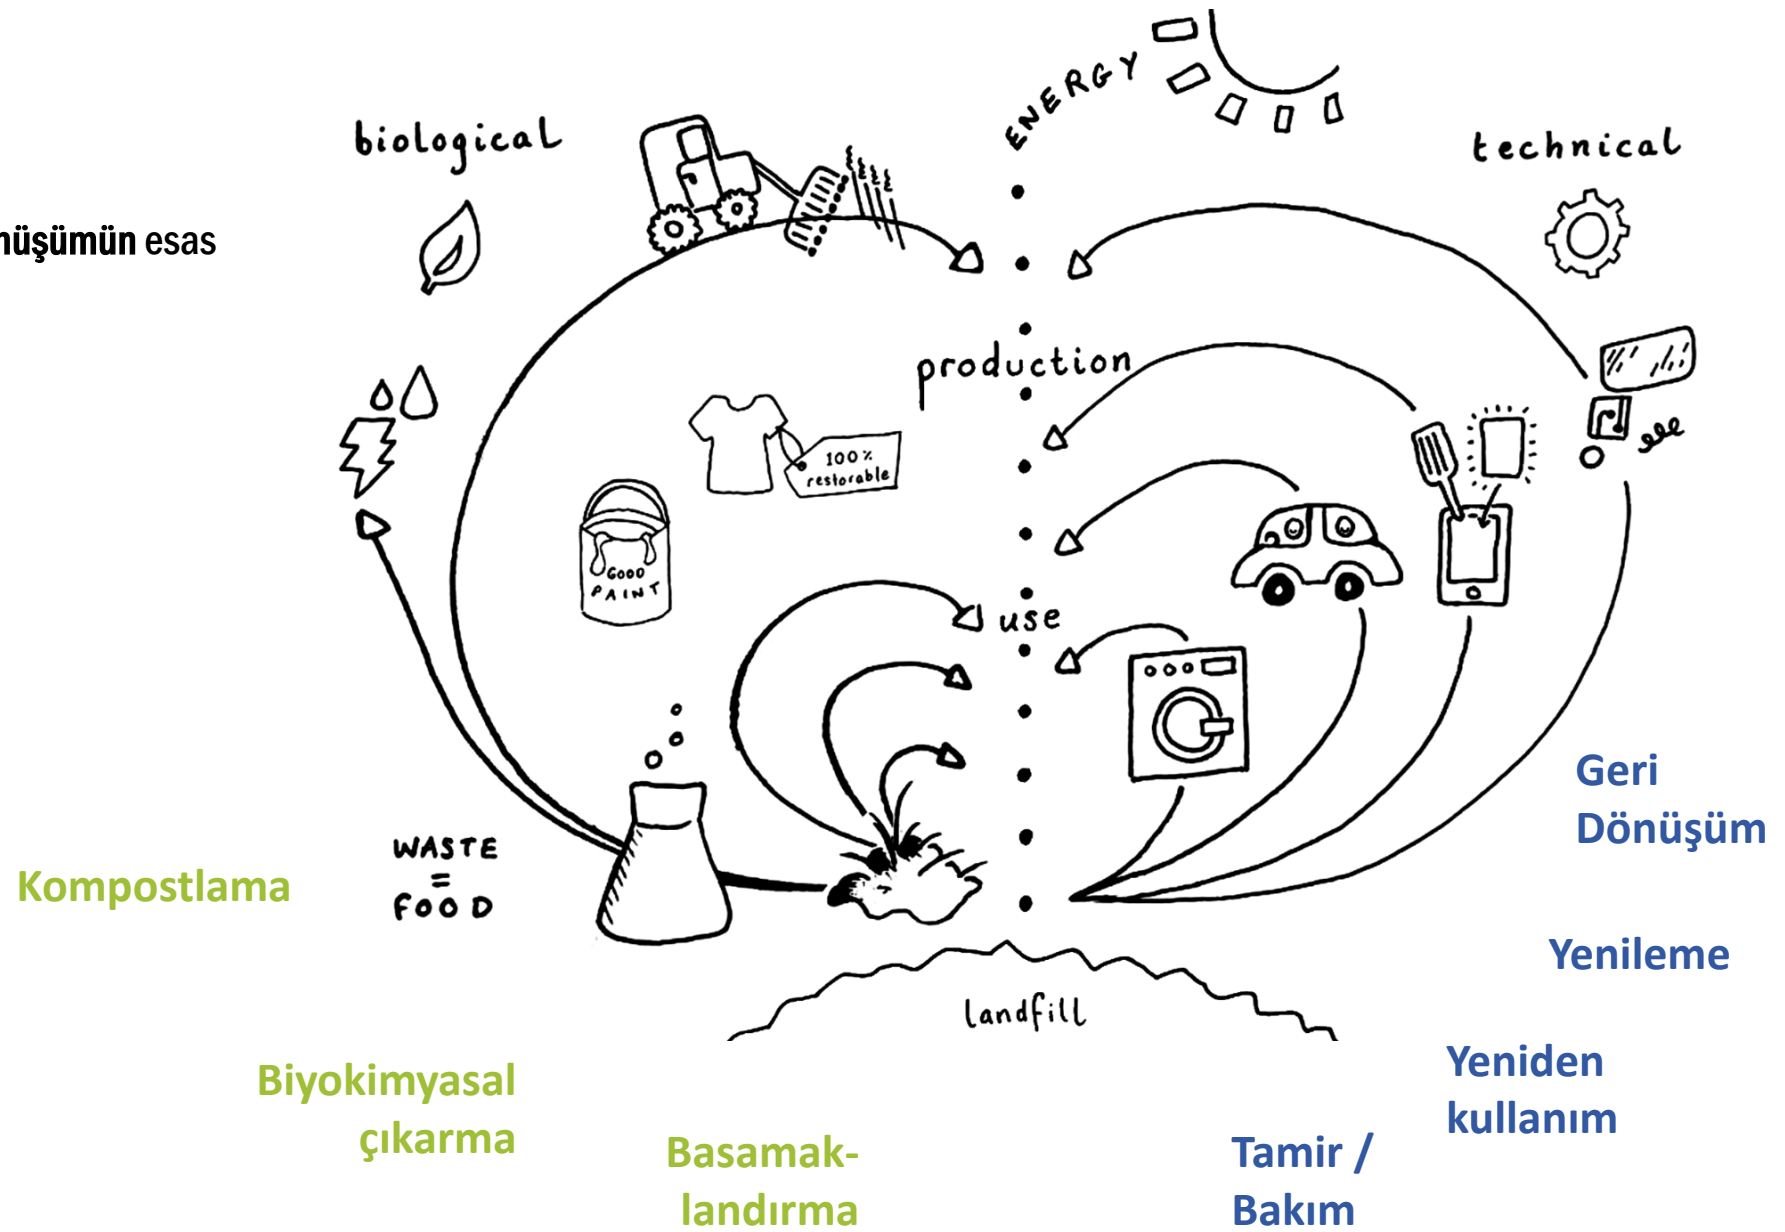 ENERGY
biological
technical
nüşümün esas
production
100%
restorable
GOOD
PAINT
use
Geri
Dönüşüm
WASTE
=
FOOD
Kompostlama
Yenileme
landfill
Yeniden
kullanım
Biyokimyasal
çıkarma
Basamak-
landırma
Tamir /
Bakım